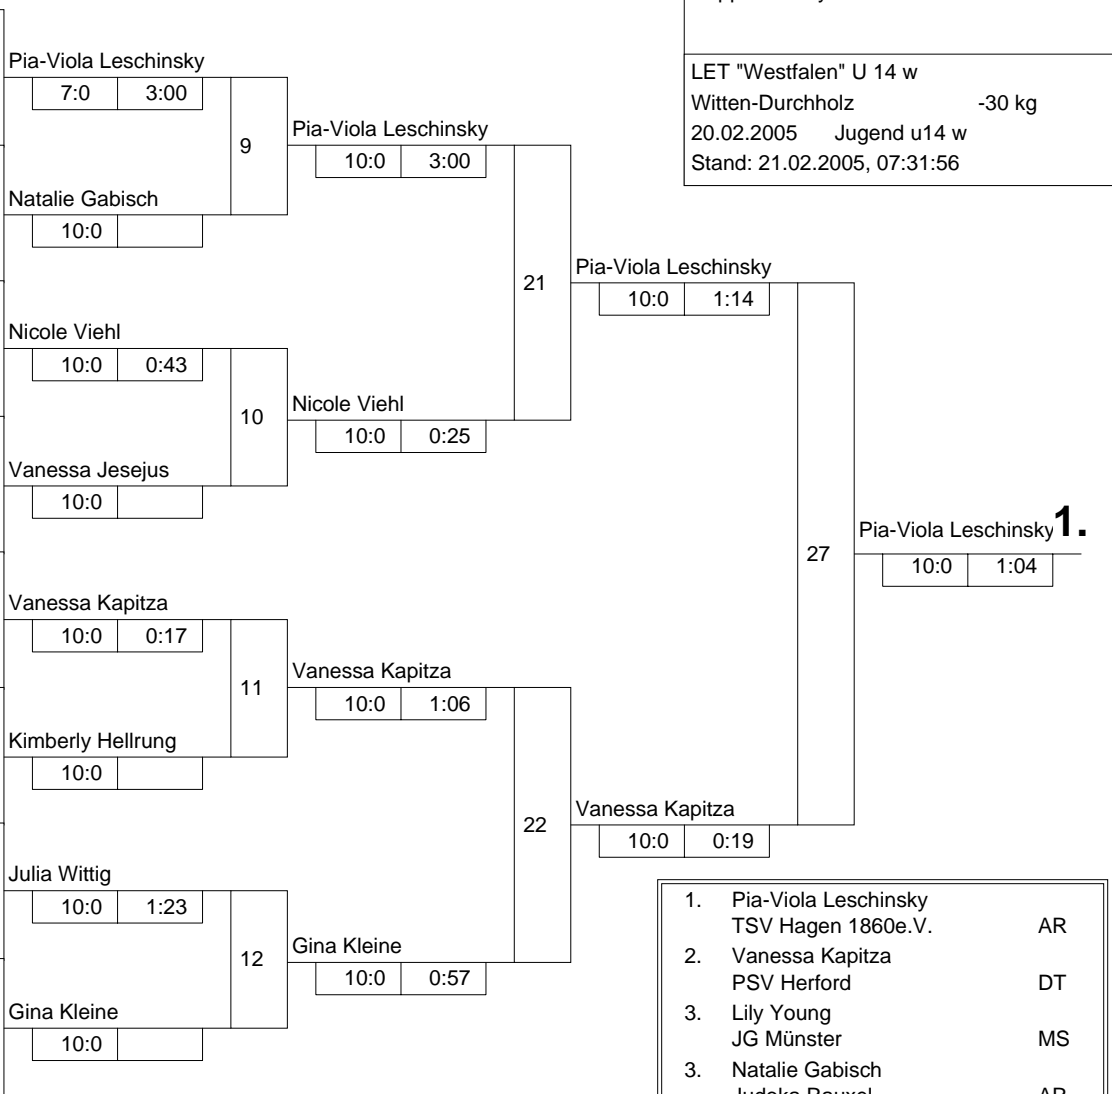 LET "Westfalen" U 14 w
Witten-Durchholz -30 kg
20.02.2005 Jugend u14 w
Stand: 21.02.2005, 07:31:56
Pia-Viola Leschinsky
7:0 3:00
9
Natalie Gabisch
10:0
Nicole Viehl
10:0 0:43
10
Vanessa Jesejus
10:0
Vanessa Kapitza
10:0 0:17
11
Kimberly Hellrung
10:0
Julia Wittig
10:0 1:23
12
Gina Kleine
10:0
Pia-Viola Leschinsky
10:0 3:00
21
Nicole Viehl
10:0 0:25
Vanessa Kapitza
10:0 1:06
22
Gina Kleine
10:0 0:57
Pia-Viola Leschinsky
10:0 1:14
27
Vanessa Kapitza
10:0 0:19
Pia-Viola Leschinsky 1.
10:0 1:04
1. Pia-Viola Leschinsky
TSV Hagen 1860e.V. AR
2. Vanessa Kapitza
PSV Herford DT
3. Lily Young
JG Münster MS
3. Natalie Gabisch
Judoka Rauxel AR